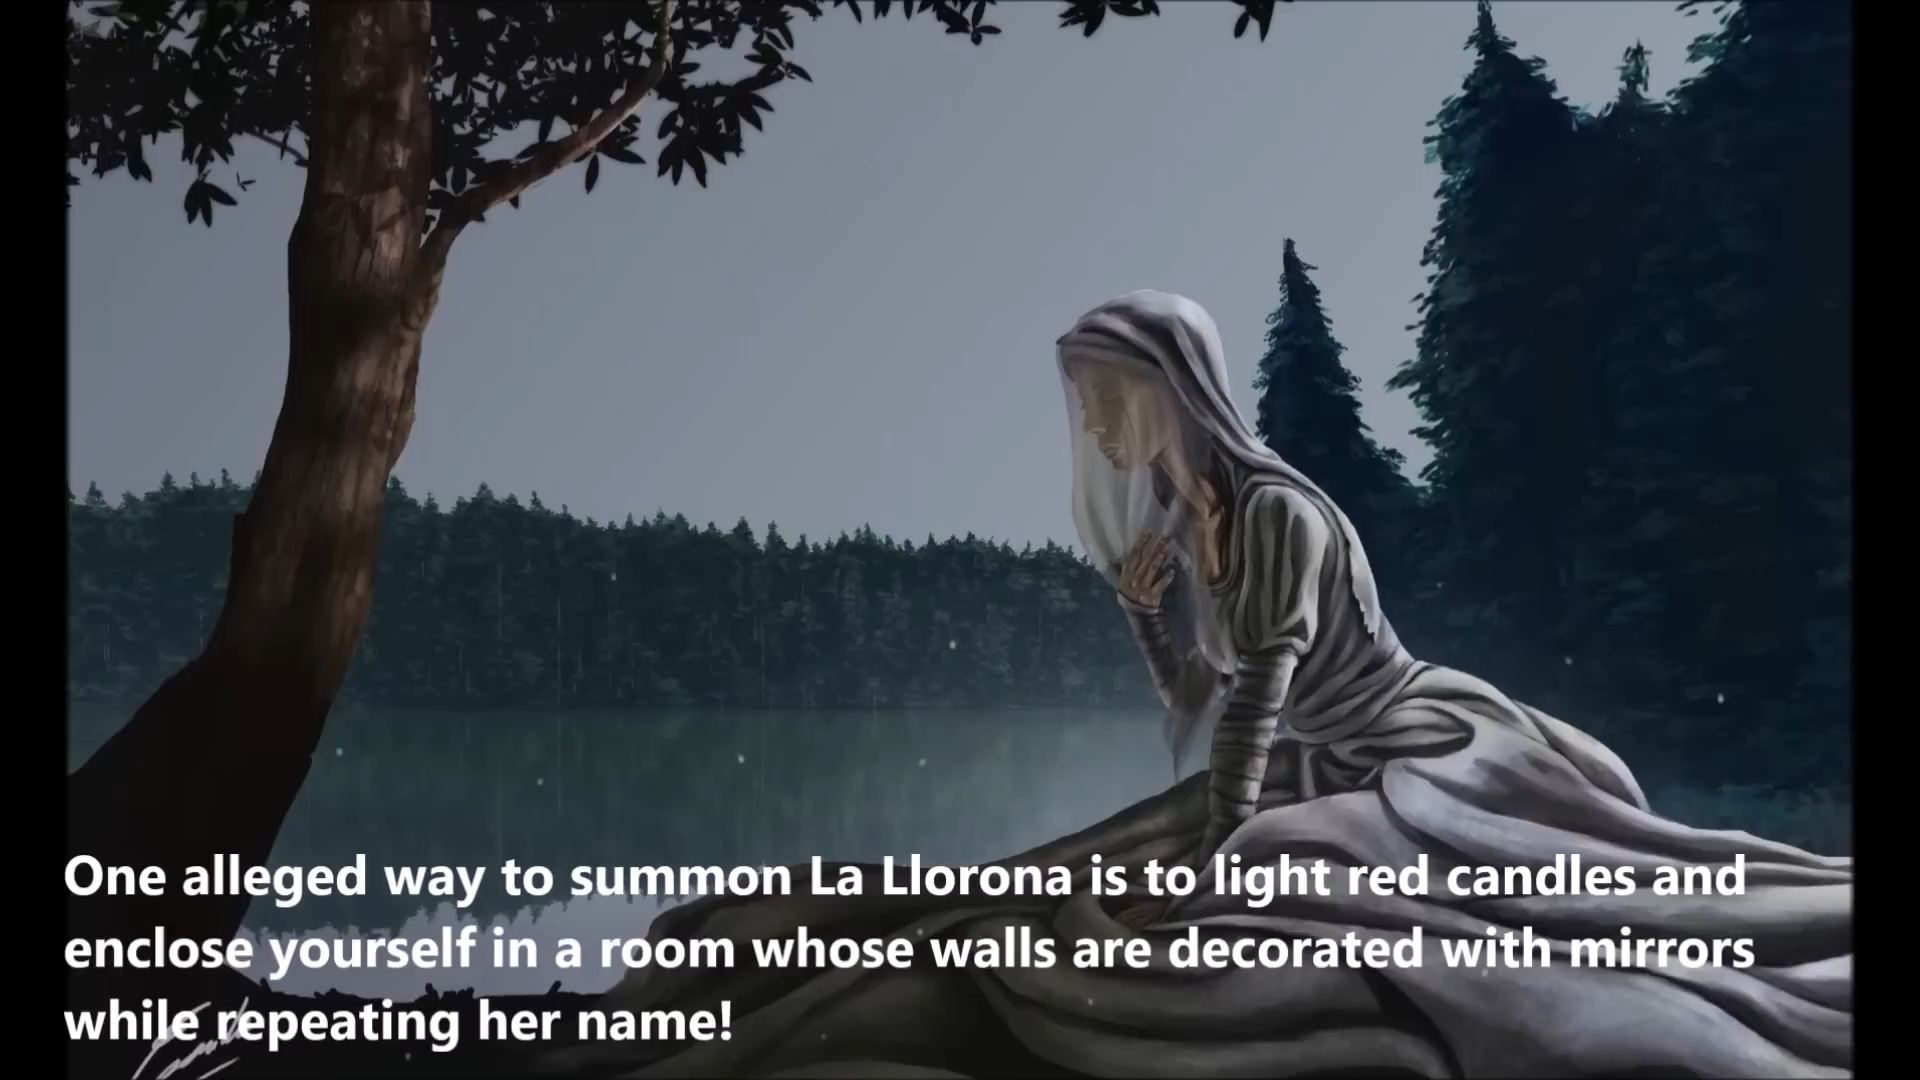 One alleged way to summon La Llorona is to light red candles and
enclose yourself in a room whose walls are decorated with mirrors
while repeating her name!